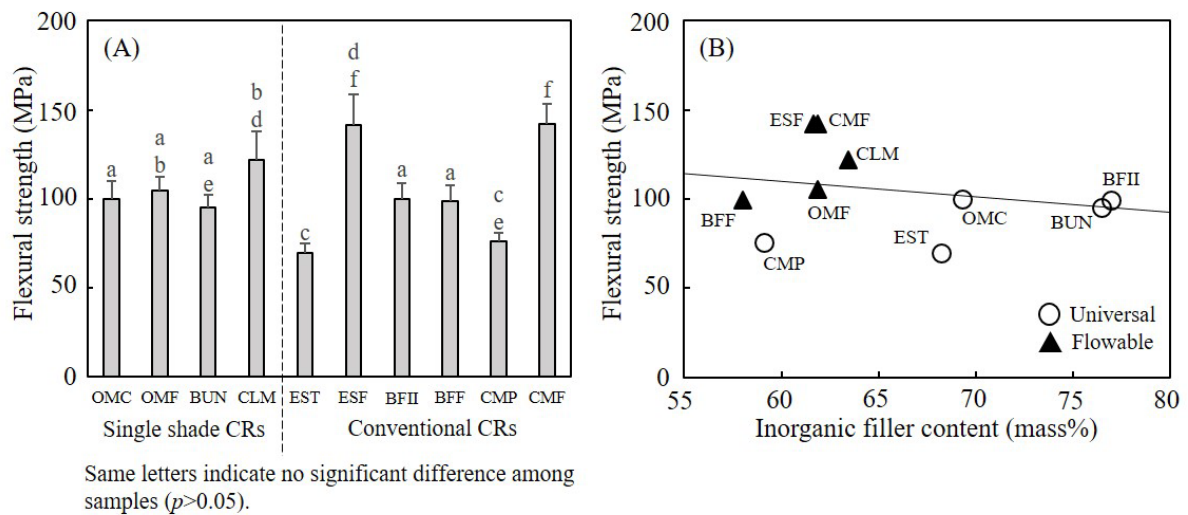 (A)
Flexural strength (MPa)
200
150
100
50
0
a
a
b
a
e
b
d
c
d
f
a
a
c
e
f
OMC OMF BUN CLM EST ESF BFII BFF CMP CMF
Single shade CRs Conventional CRs
Same letters indicate no significant difference among
samples (p>0.05).
(B)
Flexural strength (MPa)
200
150
100
50
0
ESF CMF
CLM
BFF OMF
CMP
EST
OMC
BUN
BFII
Universal
Flowable
55 60 65 70 75 80
Inorganic filler content (mass%)